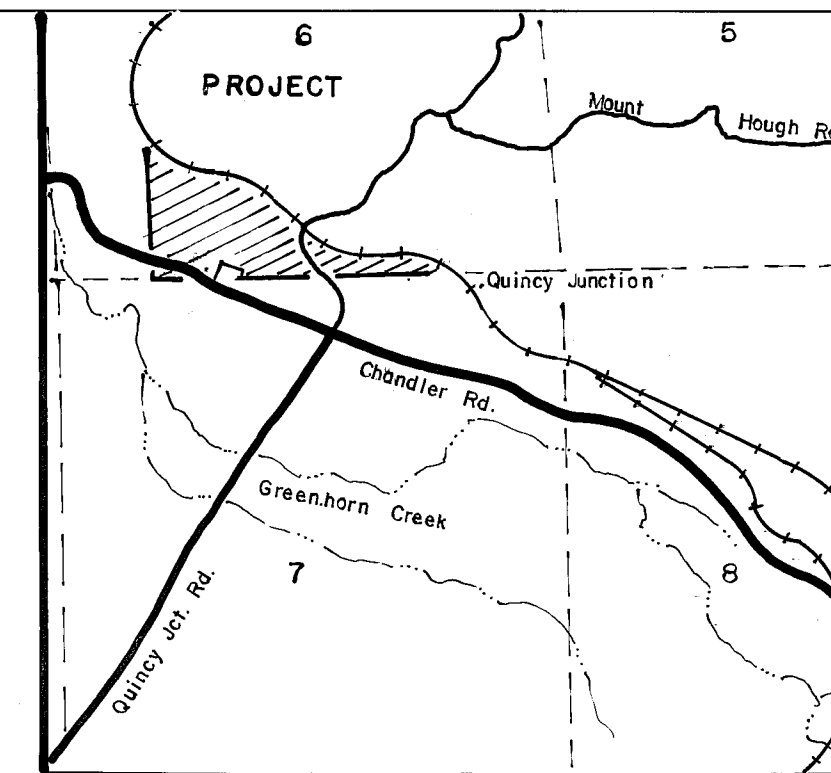 6
5
PROJECT
Mount
Hough
Quincy Junction
Chandler Rd.
Greenhorn Creek
7
8
Quincy Jct. Rd.